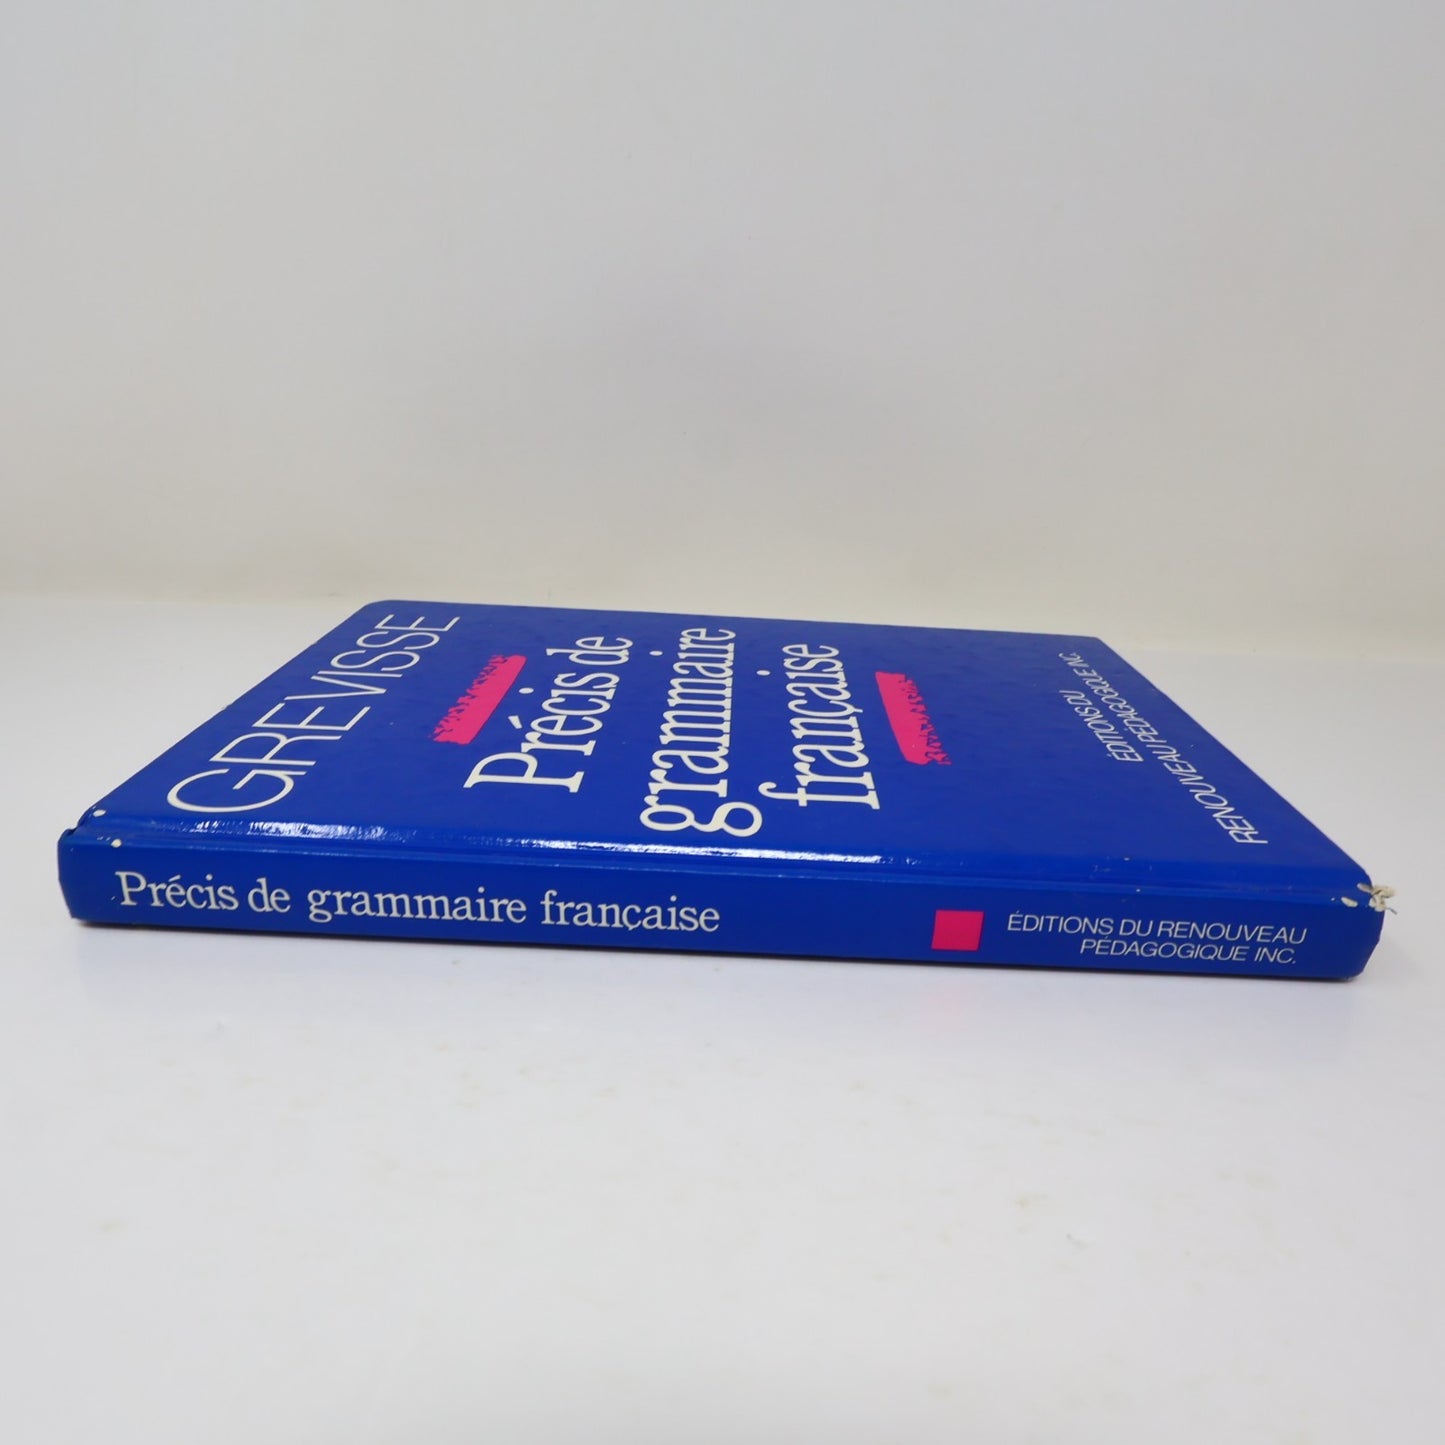 GREVISSE
Précis de
grammaire
française
ÉDITIONS DU
RENOUVEAU PÉDAGOGIQUE INC.
Précis de grammaire française
ÉDITIONS DU RENOUVEAU
PÉDAGOGIQUE INC.